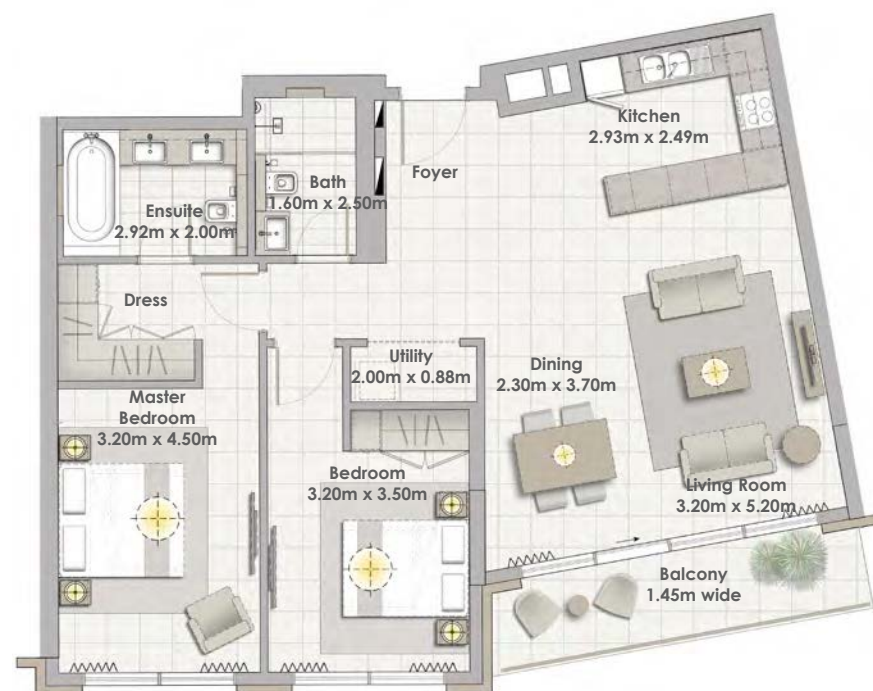 Kitchen
2.93m x 2.49m
Foyer
Bath
1.60m x 2.50m
Ensuite
2.92m x 2.00m
Dress
Utility
2.00m x 0.88m
Dining
2.30m x 3.70m
Master
Bedroom
3.20m x 4.50m
Bedroom
3.20m x 3.50m
Living Room
3.20m x 5.20m
Balcony
1.45m wide